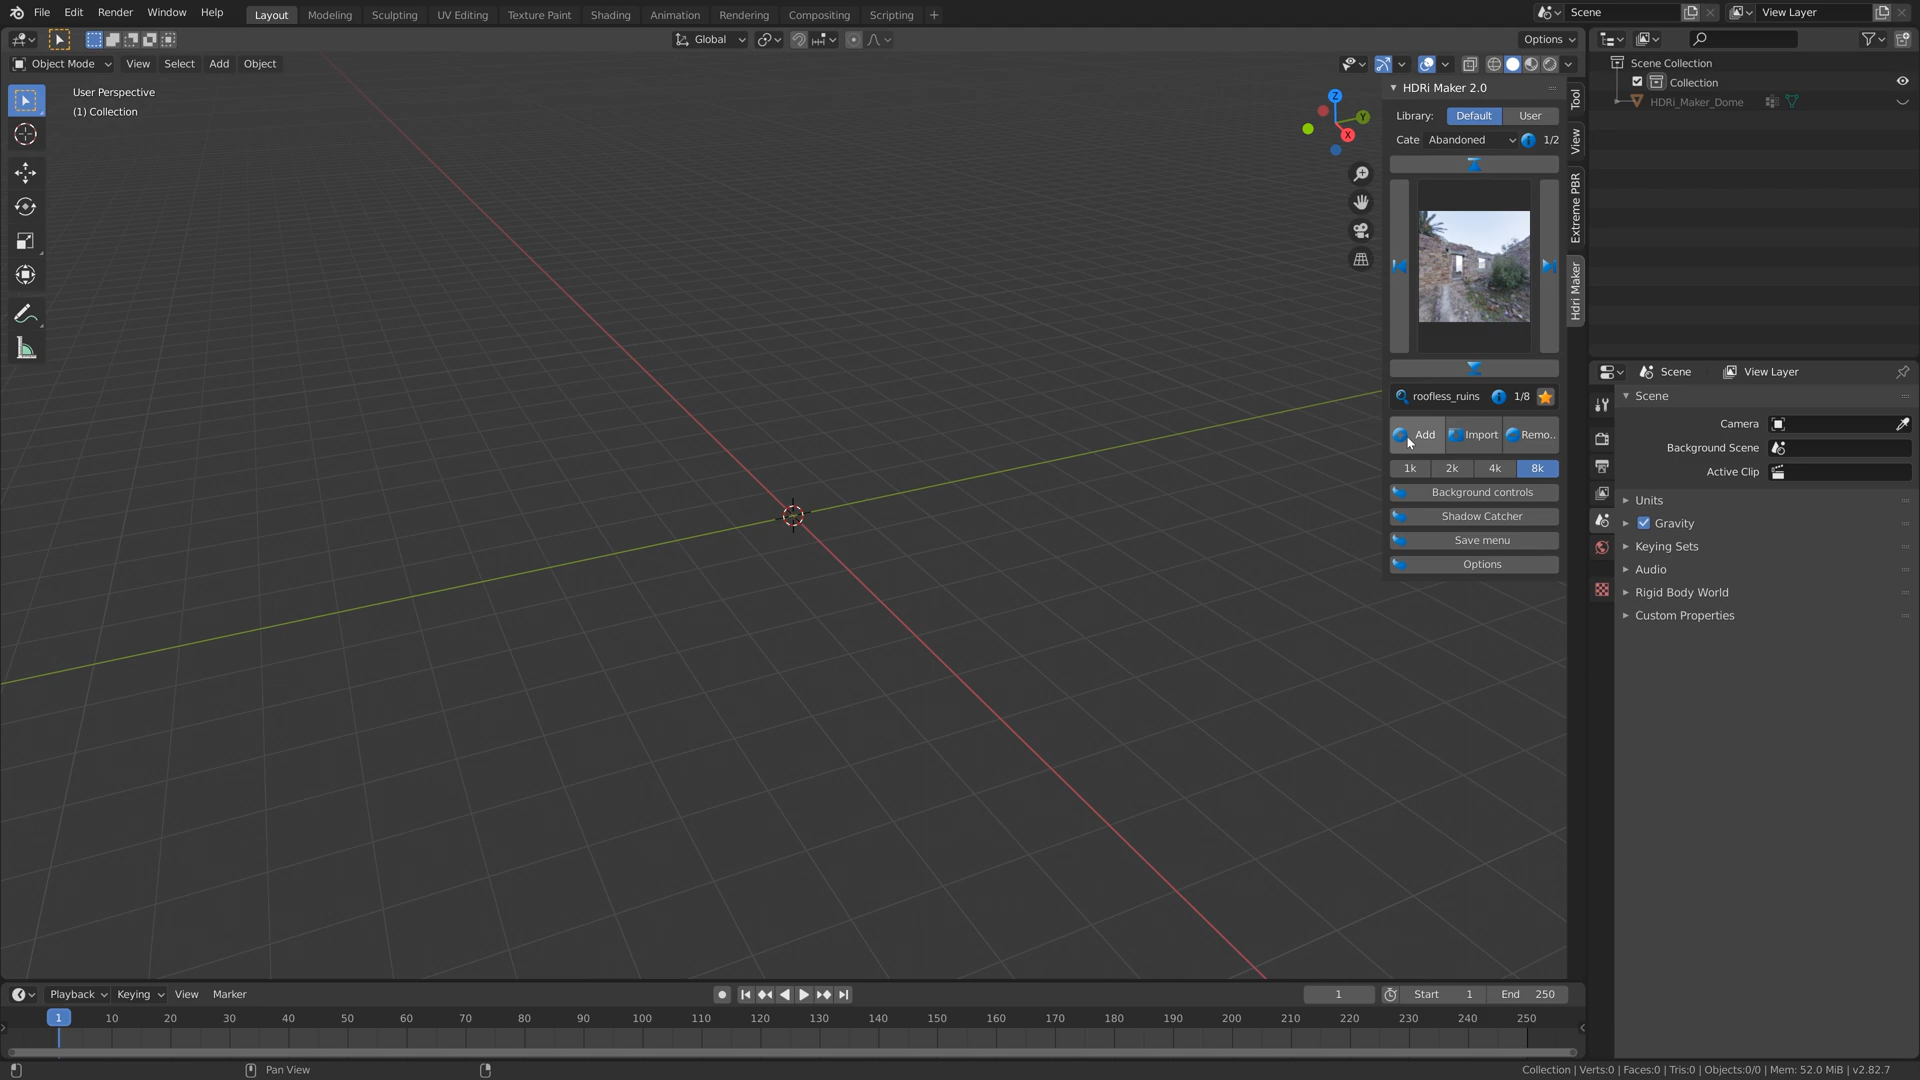 File Edit Render Window Help Layout Modeling Sculpting UV Editing Texture Paint Shading Animation Rendering Compositing Scripting + Scene View Layer
Global Options
Object Mode View Select Add Object
User Perspective
(1) Collection
Z
Y
X
HDRi Maker 2.0
Library: Default User
Cate Abandoned 1/2
roofless_ruins 1/8
Add Import Remo..
1k 2k 4k 8k
Background controls
Shadow Catcher
Save menu
Options
Tool
View
Extreme PBR
Hdri Maker
Scene Collection
Collection
HDRi_Maker_Dome
Scene View Layer
Scene
Camera
Background Scene
Active Clip
Units
Gravity
Keying Sets
Audio
Rigid Body World
Custom Properties
Playback Keying View Marker 1 Start 1 End 250
1 10 20 30 40 50 60 70 80 90 100 110 120 130 140 150 160 170 180 190 200 210 220 230 240 250
Pan View
Collection | Verts:0 | Faces:0 | Tris:0 | Objects:0/0 | Mem: 52.0 MiB | v2.82.7